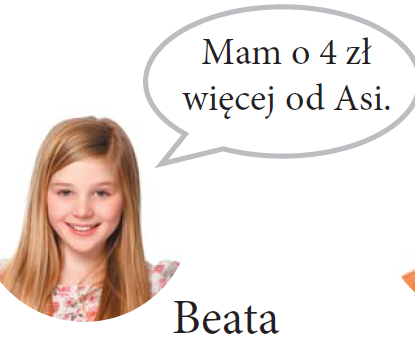 Mam o 4 zł
więcej od Asi.
Beata